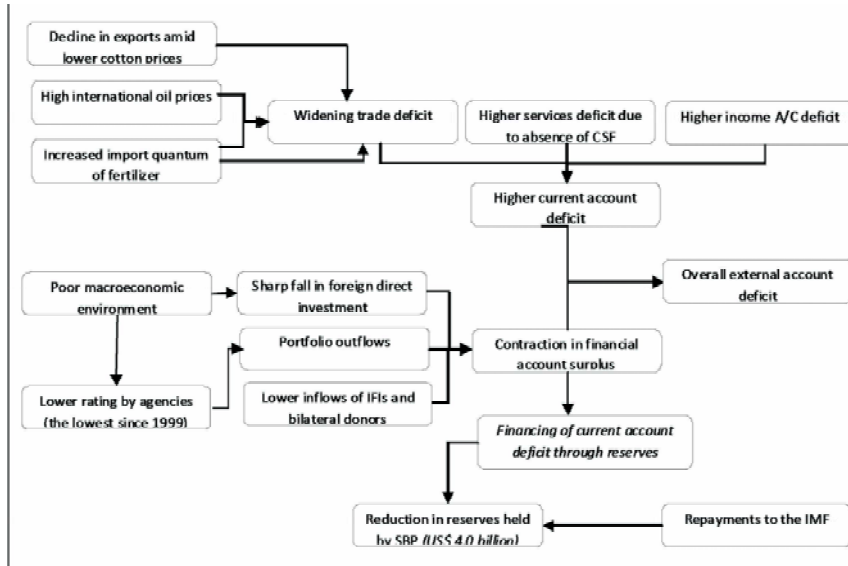 Decline in exports amid
lower cotton prices
High international oil prices
Widening trade deficit
Higher services deficit due
to absence of CSF
Higher income A/C deficit
Increased import quantum
of fertilizer
Higher current account
deficit
Poor macroeconomic
environment
Sharp fall in foreign direct
investment
Overall external account
deficit
Portfolio outflows
Contraction in financial
account surplus
Lower rating by agencies
(the lowest since 1999)
Lower inflows of IFIs and
bilateral donors
Financing of current account
deficit through reserves
Reduction in reserves held
by SBP (US$ 4.0 billion)
Repayments to the IMF